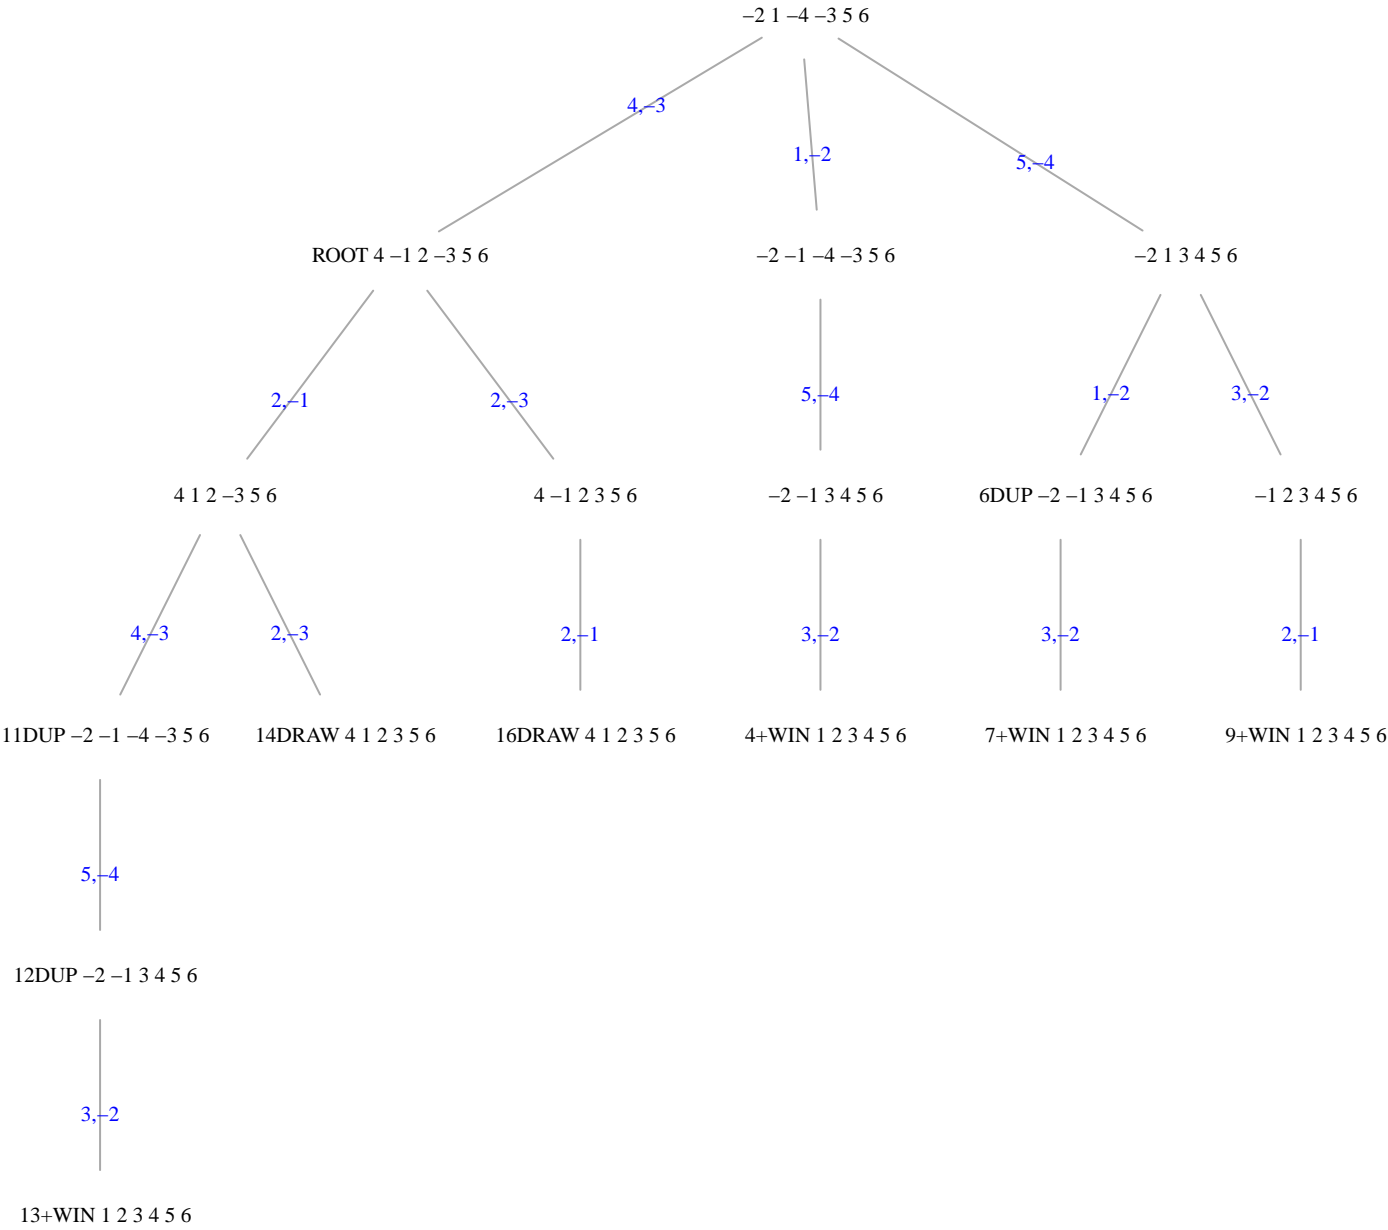 –2 1 –4 –3 5 6
4,–3
1,–2
5,–4
ROOT 4 –1 2 –3 5 6
–2 –1 –4 –3 5 6
–2 1 3 4 5 6
2,–1
2,–3
5,–4
1,–2
3,–2
4 1 2 –3 5 6
4 –1 2 3 5 6
–2 –1 3 4 5 6
6DUP –2 –1 3 4 5 6
–1 2 3 4 5 6
4,–3
2,–3
2,–1
3,–2
3,–2
2,–1
11DUP –2 –1 –4 –3 5 6
14DRAW 4 1 2 3 5 6
16DRAW 4 1 2 3 5 6
4+WIN 1 2 3 4 5 6
7+WIN 1 2 3 4 5 6
9+WIN 1 2 3 4 5 6
5,–4
12DUP –2 –1 3 4 5 6
3,–2
13+WIN 1 2 3 4 5 6